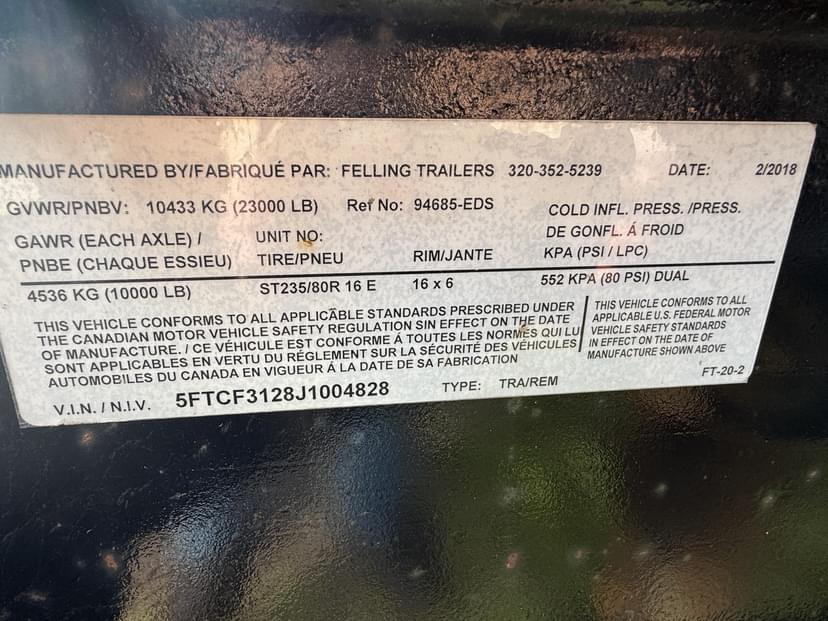 MANUFACTURED BY/FABRIQUÉ PAR: FELLING TRAILERS 320-352-5239 DATE: 2/2018
GVWR/PNBV: 10433 KG (23000 LB) Ref No: 94685-EDS
COLD INFL. PRESS. /PRESS.
DE GONFL. Á FROID
KPA (PSI / LPC)
GAWR (EACH AXLE) / UNIT NO:
PNBE (CHAQUE ESSIEU) TIRE/PNEU RIM/JANTE
4536 KG (10000 LB) ST235/80R 16 E 16 x 6 552 KPA (80 PSI) DUAL
THIS VEHICLE CONFORMS TO ALL APPLICABLE STANDARDS PRESCRIBED UNDER
THE CANADIAN MOTOR VEHICLE SAFETY REGULATION SIN EFFECT ON THE DATE
OF MANUFACTURE. / CE VÉHICULE EST CONFORME Á TOUTES LES NORMES QUI LU
SONT APPLICABLES EN VERTU DU RÉGLEMENT SUR LA SÉCURITÉ DES VÉHICULES
AUTOMOBILES DU CANADA EN VIGUEUR Á LA DATE DE SA FABRICATION
THIS VEHICLE CONFORMS TO ALL
APPLICABLE U.S. FEDERAL MOTOR
VEHICLE SAFETY STANDARDS
IN EFFECT ON THE DATE OF
MANUFACTURE SHOWN ABOVE
V.I.N. / N.I.V. 5FTCF3128J1004828 TYPE: TRA/REM FT-20-2